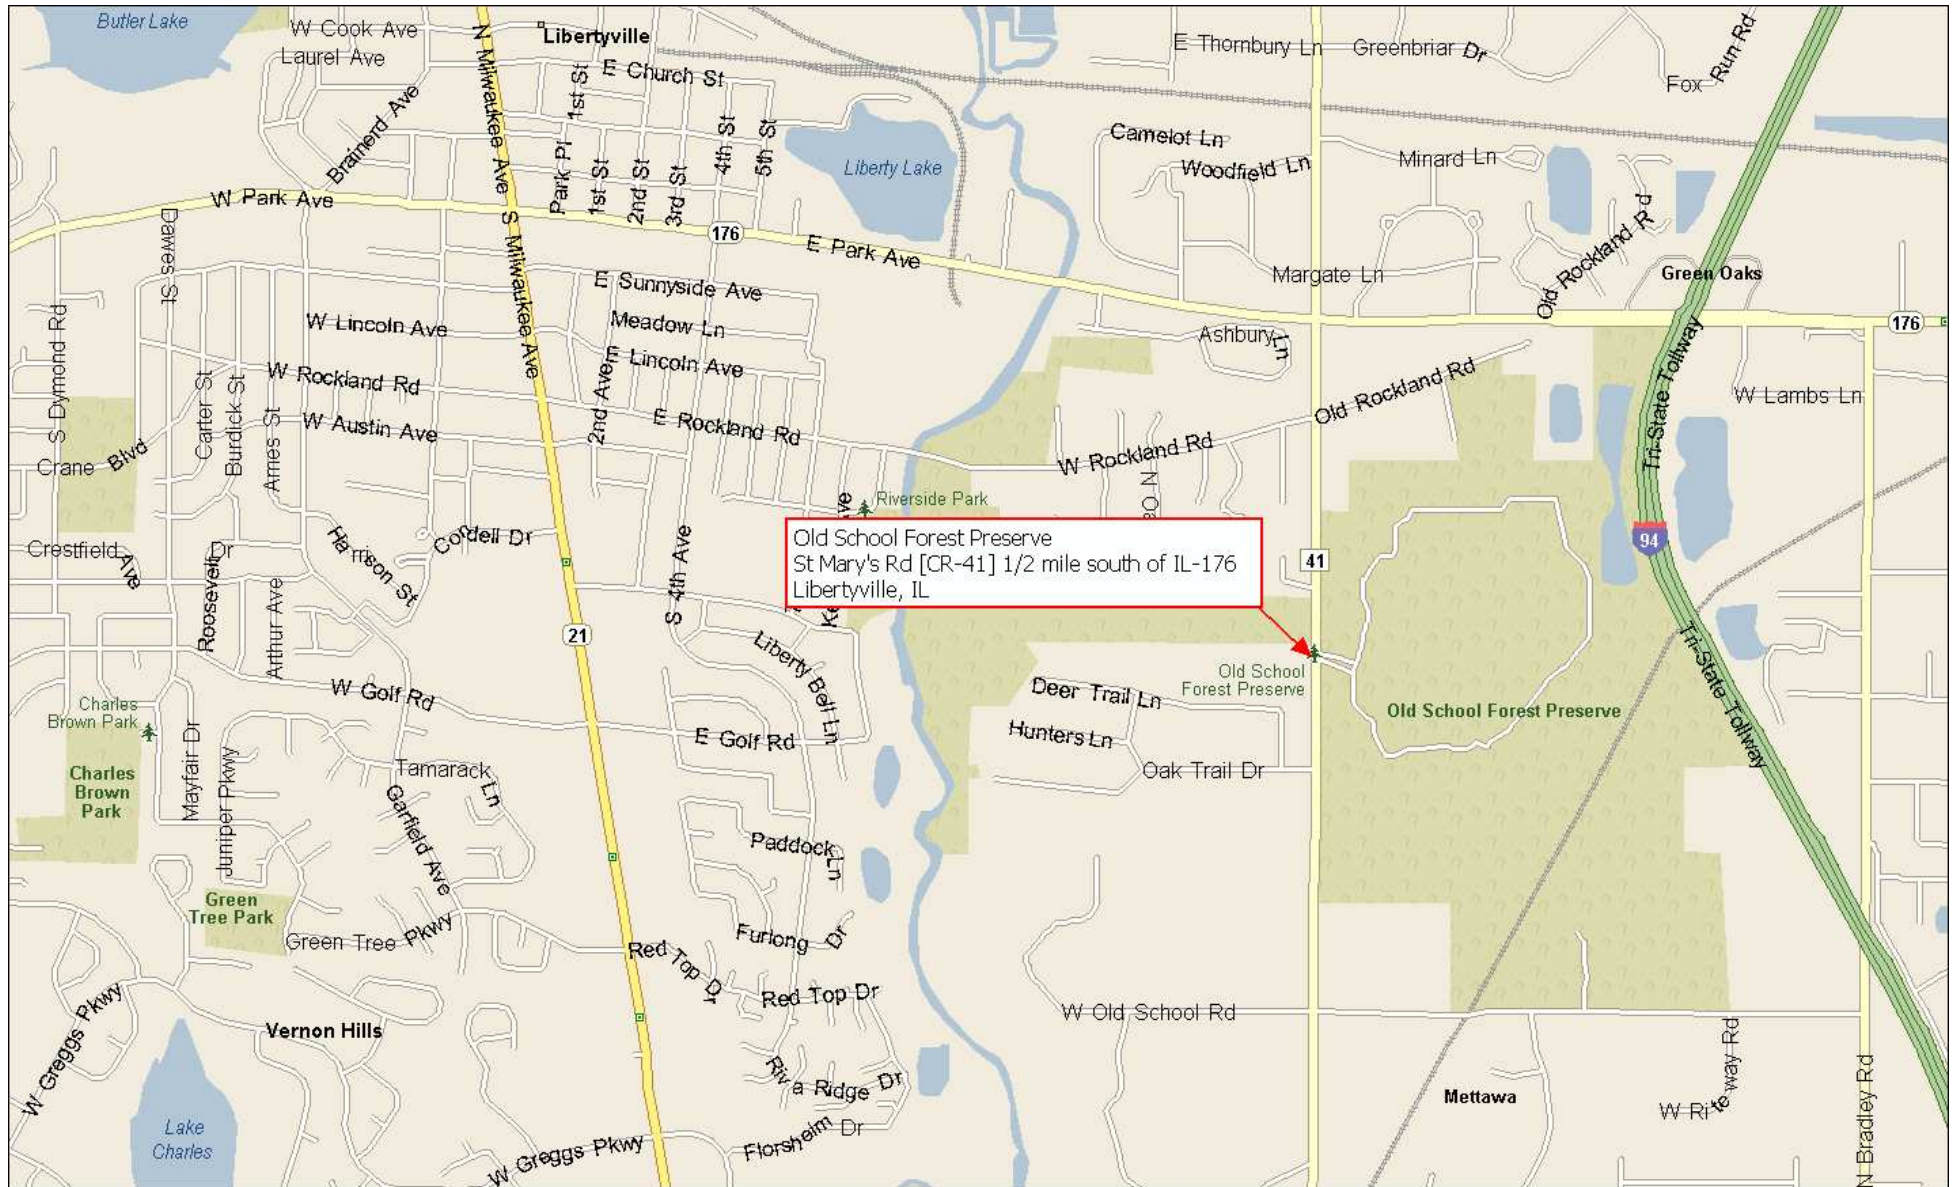 Butler Lake
W Cook Ave
Laurel Ave
Libertyville
N Milwaukee Ave
1st St
E Church St
E Thornbury Ln
Greenbriar Dr
Fox Run Rd
Brainerd Ave
Park Pl
1st St
2nd St
3rd St
4th St
5th St
Liberty Lake
Camelot Ln
Woodfield Ln
Minard Ln
W Park Ave
Dawes St
S Milwaukee Ave
176
E Park Ave
Margate Ln
Old Rockland Rd
Green Oaks
E Sunnyside Ave
S Dymond Rd
W Lincoln Ave
Meadow Ln
Ashbury Ln
176
Tri-State Tollway
E Lincoln Ave
W Rockland Rd
Carter St
Burdick St
Ames St
2nd Ave
Old Rockland Rd
W Lambs Ln
W Austin Ave
E Rockland Rd
Crane Blvd
W Rockland Rd
N Oa
Riverside Park
Ave
Crestfield Ave
Roosevelt Dr
Harrison St
Cordell Dr
S 4th Ave
Old School Forest Preserve
St Mary's Rd [CR-41] 1/2 mile south of IL-176
Libertyville, IL
41
94
Ke
Arthur Ave
21
Liberty Bell Ln
Tri-State Tollway
Old School
Forest Preserve
Deer Trail Ln
W Golf Rd
Charles
Brown Park
Old School Forest Preserve
Hunters Ln
E Golf Rd
Mayfair Dr
Juniper Pkwy
Tamarack Ln
Oak Trail Dr
Charles
Brown
Park
Garfield Ave
Paddock Ln
Green
Tree Park
Green Tree Pkwy
Furlong Dr
Red Top Dr
Red Top Dr
W Greggs Pkwy
Vernon Hills
W Old School Rd
Riva Ridge Dr
Mettawa
W Riteway Rd
N Bradley Rd
Lake
Charles
W Greggs Pkwy
Florsheim Dr